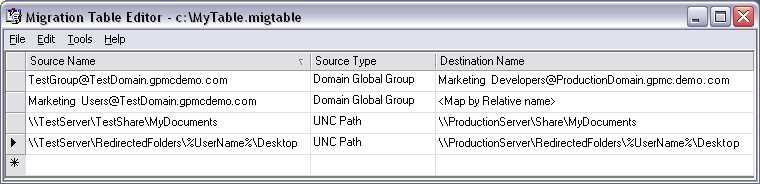 Migration Table Editor - c:\MyTable.migtable
File Edit Tools Help
Source Name Source Type Destination Name
TestGroup@TestDomain.gpmcdemo.com Domain Global Group Marketing Developers@ProductionDomain.gpmc.demo.com
Marketing Users@TestDomain.gpmcdemo.com Domain Global Group <Map by Relative name>
\\TestServer\TestShare\MyDocuments UNC Path \\ProductionServer\Share\MyDocuments
\\TestServer\RedirectedFolders\%UserName%\Desktop UNC Path \\ProductionServer\RedirectedFolders\%UserName%\Desktop